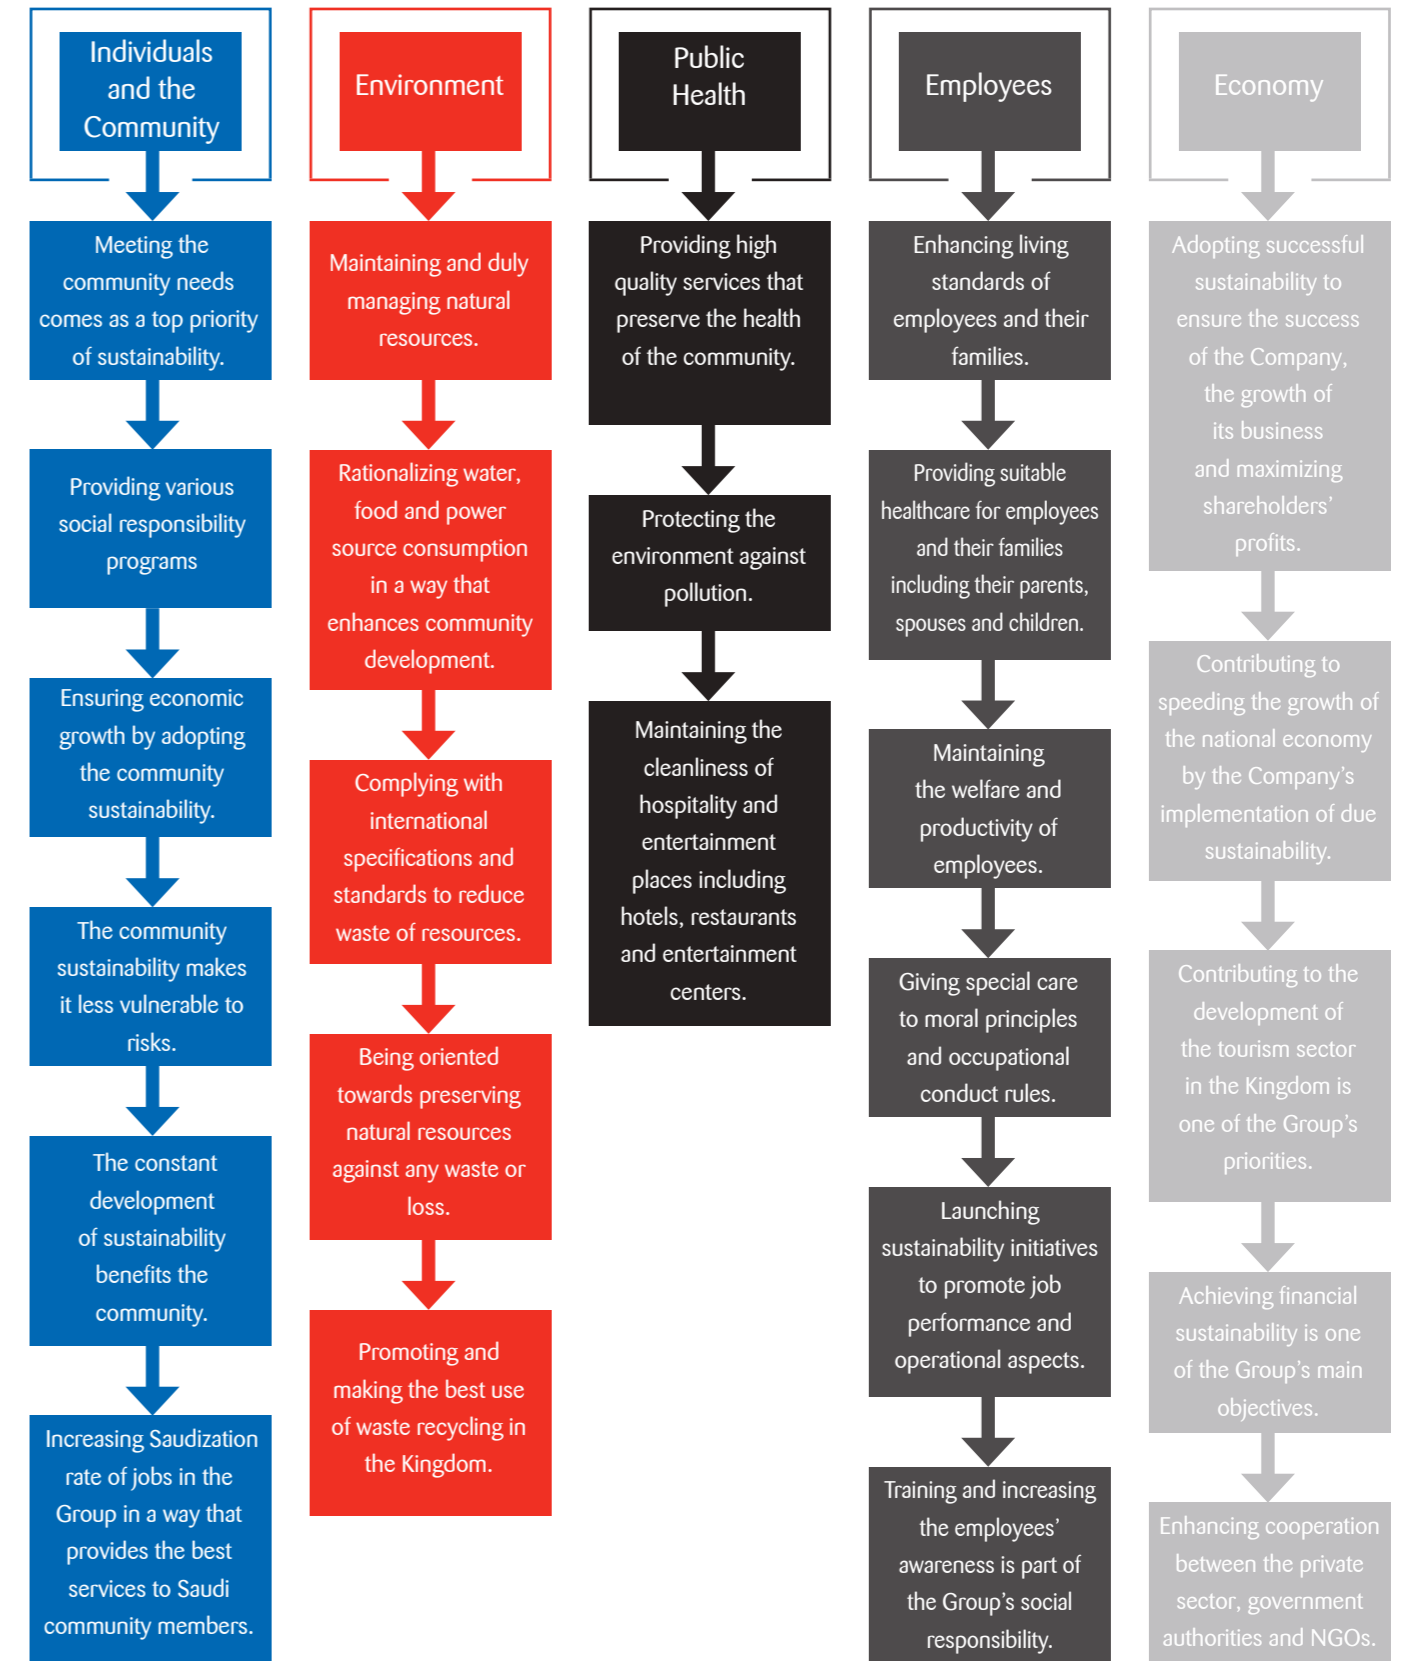 Individuals
and the
Community
Meeting the
community needs
comes as a top priority
of sustainability.
Providing various
social responsibility
programs
Ensuring economic
growth by adopting
the community
sustainability.
The community
sustainability makes
it less vulnerable to
risks.
The constant
development
of sustainability
benefits the
community.
Increasing Saudization
rate of jobs in the
Group in a way that
provides the best
services to Saudi
community members.
Environment
Maintaining and duly
managing natural
resources.
Rationalizing water,
food and power
source consumption
in a way that
enhances community
development.
Complying with
international
specifications and
standards to reduce
waste of resources.
Being oriented
towards preserving
natural resources
against any waste or
loss.
Promoting and
making the best use
of waste recycling in
the Kingdom.
Public
Health
Providing high
quality services that
preserve the health
of the community.
Protecting the
environment against
pollution.
Maintaining the
cleanliness of
hospitality and
entertainment
places including
hotels, restaurants
and entertainment
centers.
Employees
Enhancing living
standards of
employees and their
families.
Providing suitable
healthcare for employees
and their families
including their parents,
spouses and children.
Maintaining
the welfare and
productivity of
employees.
Giving special care
to moral principles
and occupational
conduct rules.
Launching
sustainability initiatives
to promote job
performance and
operational aspects.
Training and increasing
the employees’
awareness is part of
the Group’s social
responsibility.
Economy
Adopting successful
sustainability to
ensure the success
of the Company,
the growth of
its business
and maximizing
shareholders’
profits.
Contributing to
speeding the growth of
the national economy
by the Company’s
implementation of due
sustainability.
Contributing to the
development of
the tourism sector
in the Kingdom is
one of the Group’s
priorities.
Achieving financial
sustainability is one
of the Group’s main
objectives.
Enhancing cooperation
between the private
sector, government
authorities and NGOs.